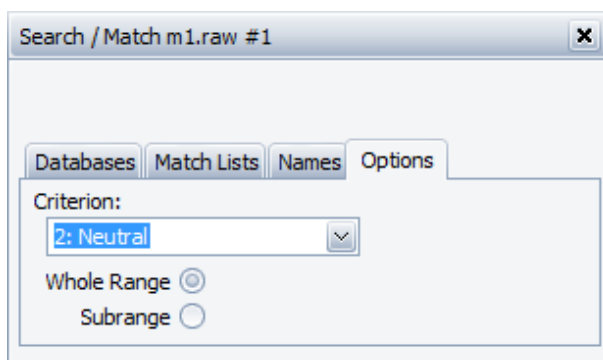 Search / Match m1.raw #1
Databases Match Lists Names Options
Criterion:
2: Neutral
Whole Range
Subrange